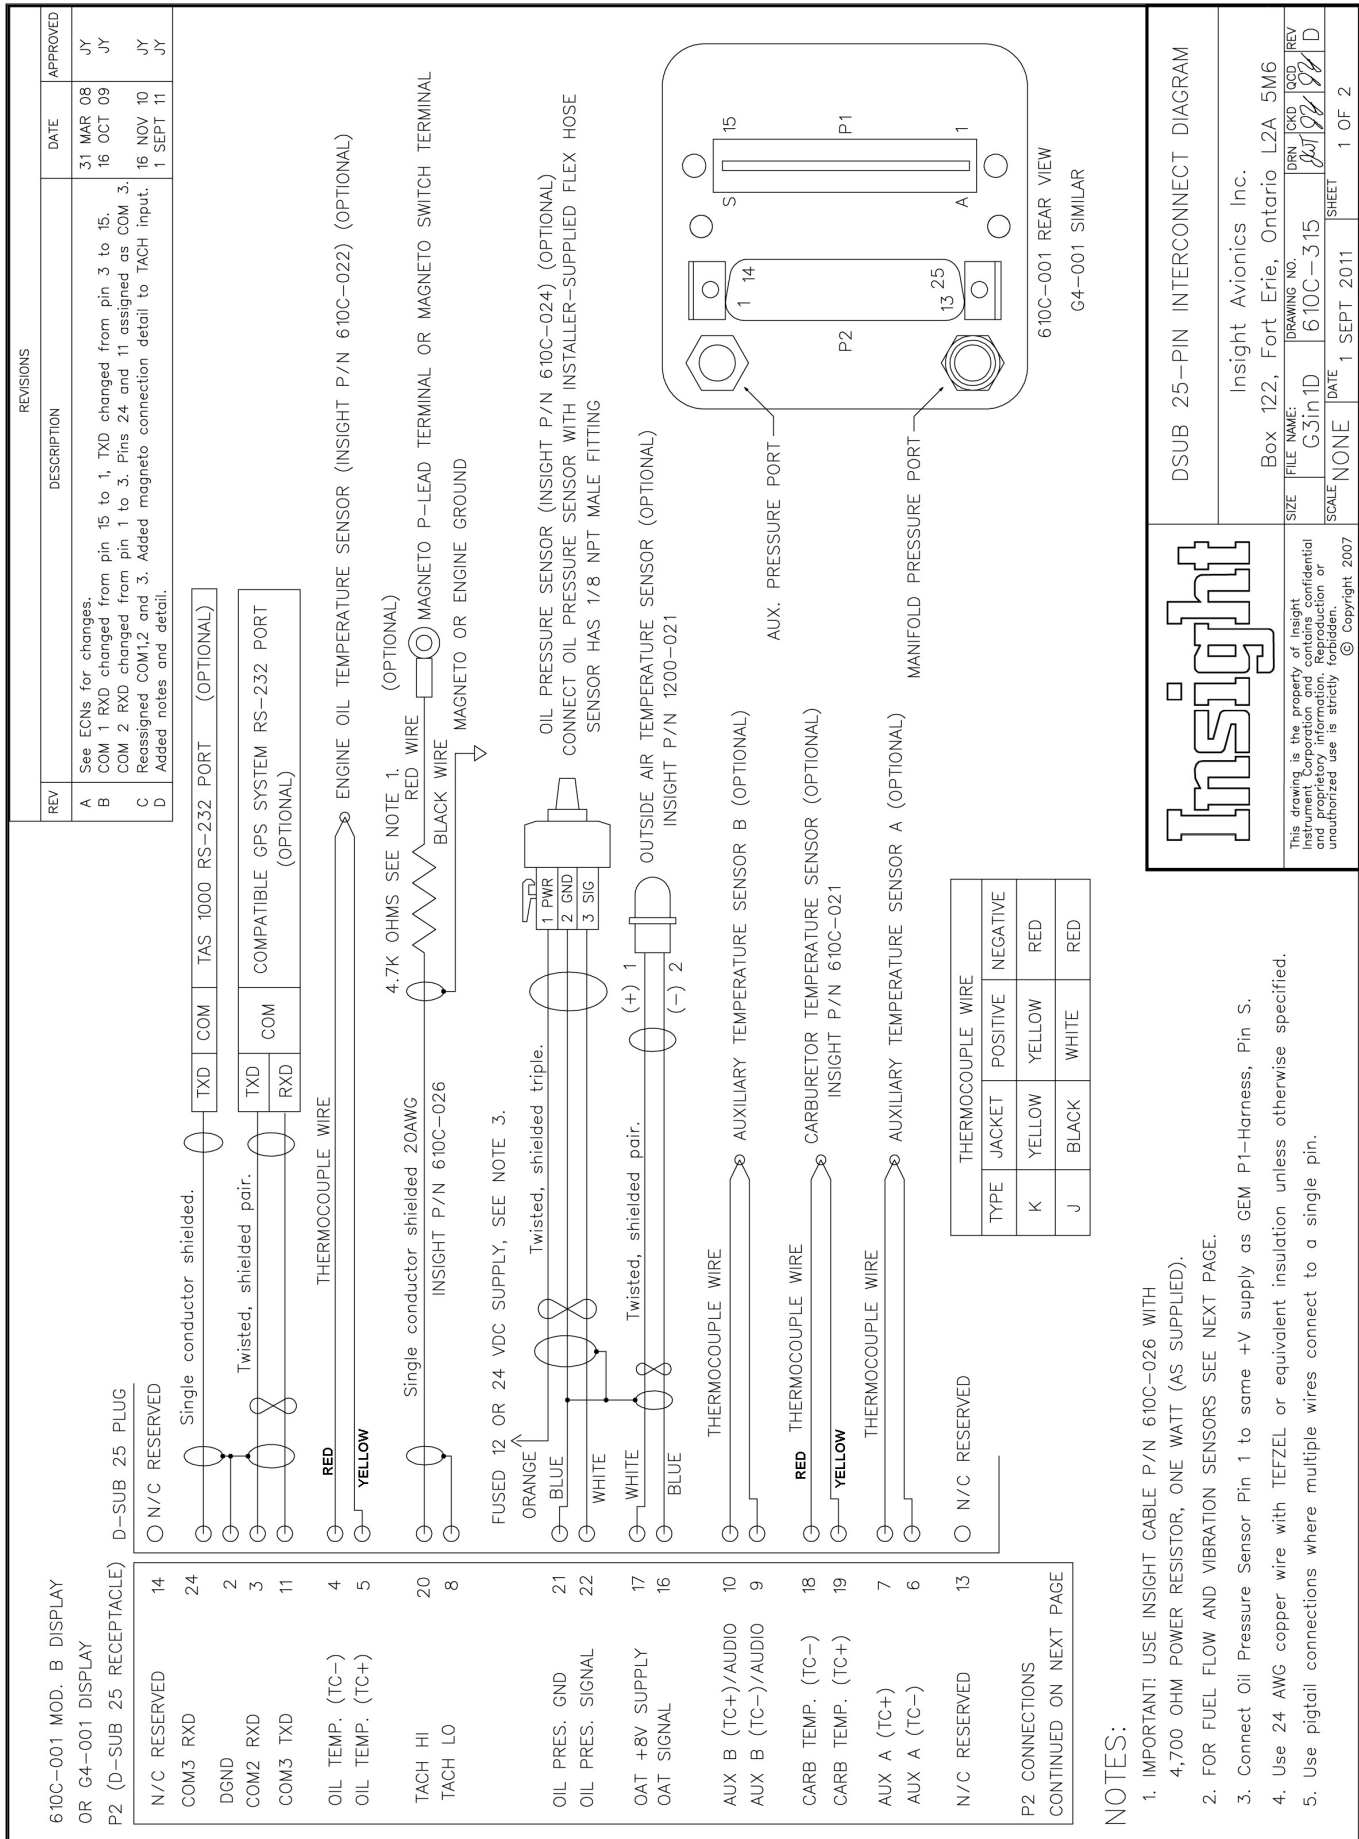 REVISIONS
REV DESCRIPTION DATE APPROVED
A See ECNs for changes. 31 MAR 08 JY
B COM 1 RXD changed from pin 15 to 1, TXD changed from pin 3 to 15. 16 OCT 09 JY
COM 2 RXD changed from pin 1 to 3. Pins 24 and 11 assigned as COM 3.
C Reassigned COM1,2 and 3. Added magneto connection detail to TACH input. 16 NOV 10 JY
D Added notes and detail. 1 SEPT 11 JY
610C-001 MOD. B DISPLAY
OR G4-001 DISPLAY
P2 (D-SUB 25 RECEPTACLE)
D-SUB 25 PLUG
N/C RESERVED 14
N/C RESERVED
COM3 RXD 24
Single conductor shielded.
TXD COM TAS 1000 RS-232 PORT (OPTIONAL)
DGND 2
COM2 RXD 3
Twisted, shielded pair.
COM3 TXD 11
TXD
RXD
COM
COMPATIBLE GPS SYSTEM RS-232 PORT
(OPTIONAL)
OIL TEMP. (TC-) 4
RED
THERMOCOUPLE WIRE
ENGINE OIL TEMPERATURE SENSOR (INSIGHT P/N 610C-022) (OPTIONAL)
OIL TEMP. (TC+) 5
YELLOW
TACH HI 20
TACH LO 8
Single conductor shielded 20AWG
INSIGHT P/N 610C-026
4.7K OHMS SEE NOTE 1.
RED WIRE
(OPTIONAL)
MAGNETO P-LEAD TERMINAL OR MAGNETO SWITCH TERMINAL
BLACK WIRE
MAGNETO OR ENGINE GROUND
FUSED 12 OR 24 VDC SUPPLY, SEE NOTE 3.
ORANGE
Twisted, shielded triple.
OIL PRES. GND 21
BLUE
OIL PRES. SIGNAL 22
WHITE
1 PWR
2 GND
3 SIG
OIL PRESSURE SENSOR (INSIGHT P/N 610C-024) (OPTIONAL)
CONNECT OIL PRESSURE SENSOR WITH INSTALLER-SUPPLIED FLEX HOSE
SENSOR HAS 1/8 NPT MALE FITTING
OAT +8V SUPPLY 17
WHITE
OAT SIGNAL 16
BLUE
Twisted, shielded pair.
(+) 1
(-) 2
OUTSIDE AIR TEMPERATURE SENSOR (OPTIONAL)
INSIGHT P/N 1200-021
AUX B (TC+)/AUDIO 10
AUX B (TC-)/AUDIO 9
THERMOCOUPLE WIRE
AUXILIARY TEMPERATURE SENSOR B (OPTIONAL)
CARB TEMP. (TC-) 18
RED
CARB TEMP. (TC+) 19
YELLOW
THERMOCOUPLE WIRE
CARBURETOR TEMPERATURE SENSOR (OPTIONAL)
INSIGHT P/N 610C-021
AUX A (TC+) 7
AUX A (TC-) 6
THERMOCOUPLE WIRE
AUXILIARY TEMPERATURE SENSOR A (OPTIONAL)
N/C RESERVED 13
N/C RESERVED
P2 CONNECTIONS
CONTINUED ON NEXT PAGE
THERMOCOUPLE WIRE
TYPE JACKET POSITIVE NEGATIVE
K YELLOW YELLOW RED
J BLACK WHITE RED
P2
1
14
13
25
S
15
P1
A
1
AUX. PRESSURE PORT
MANIFOLD PRESSURE PORT
610C-001 REAR VIEW
G4-001 SIMILAR
NOTES:
1. IMPORTANT! USE INSIGHT CABLE P/N 610C-026 WITH
4,700 OHM POWER RESISTOR, ONE WATT (AS SUPPLIED).
2. FOR FUEL FLOW AND VIBRATION SENSORS SEE NEXT PAGE.
3. Connect Oil Pressure Sensor Pin 1 to same +V supply as GEM P1-Harness, Pin S.
4. Use 24 AWG copper wire with TEFZEL or equivalent insulation unless otherwise specified.
5. Use pigtail connections where multiple wires connect to a single pin.
Insight
This drawing is the property of Insight
Instrument Corporation and contains confidential
and proprietary information. Reproduction or
unauthorized use is strictly forbidden.
© Copyright 2007
DSUB 25-PIN INTERCONNECT DIAGRAM
Insight Avionics Inc.
Box 122, Fort Erie, Ontario L2A 5M6
SIZE
FILE NAME: G3in1D
DRAWING NO. 610C-315
DRN
CKD
QCD
REV D
SCALE NONE
DATE 1 SEPT 2011
SHEET 1 OF 2